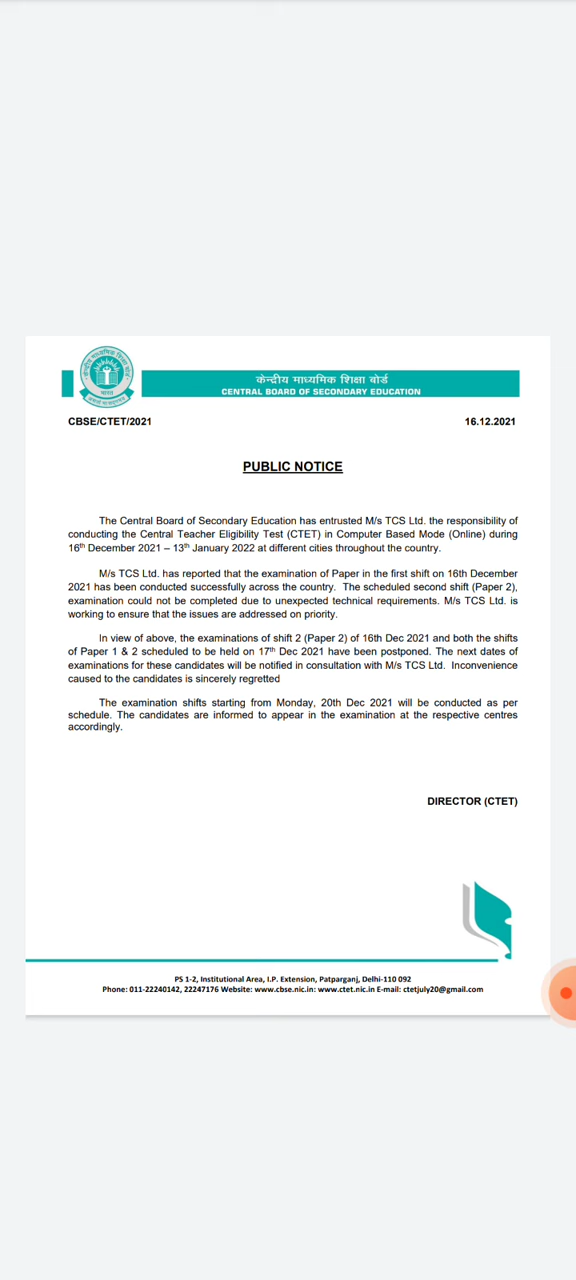 केन्द्रीय माध्यमिक शिक्षा बोर्ड
भारत
केन्द्रीय माध्यमिक शिक्षा बोर्ड
CENTRAL BOARD OF SECONDARY EDUCATION
CBSE/CTET/2021 16.12.2021
PUBLIC NOTICE
The Central Board of Secondary Education has entrusted M/s TCS Ltd. the responsibility of
conducting the Central Teacher Eligibility Test (CTET) in Computer Based Mode (Online) during
16th December 2021 – 13th January 2022 at different cities throughout the country.
M/s TCS Ltd. has reported that the examination of Paper in the first shift on 16th December
2021 has been conducted successfully across the country. The scheduled second shift (Paper 2),
examination could not be completed due to unexpected technical requirements. M/s TCS Ltd. is
working to ensure that the issues are addressed on priority.
In view of above, the examinations of shift 2 (Paper 2) of 16th Dec 2021 and both the shifts
of Paper 1 & 2 scheduled to be held on 17th Dec 2021 have been postponed. The next dates of
examinations for these candidates will be notified in consultation with M/s TCS Ltd. Inconvenience
caused to the candidates is sincerely regretted
The examination shifts starting from Monday, 20th Dec 2021 will be conducted as per
schedule. The candidates are informed to appear in the examination at the respective centres
accordingly.
DIRECTOR (CTET)
PS 1-2, Institutional Area, I.P. Extension, Patparganj, Delhi-110 092
Phone: 011-22240142, 22247176 Website: www.cbse.nic.in: www.ctet.nic.in E-mail: ctetjuly20@gmail.com